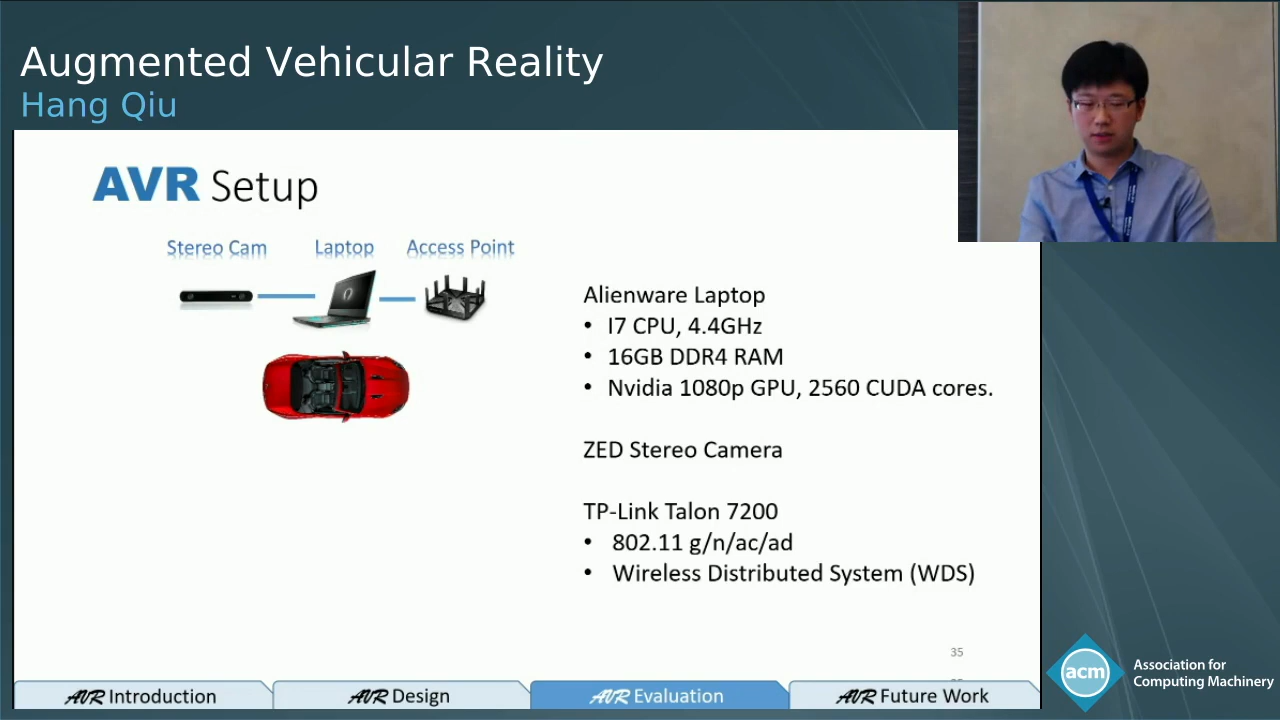 Augmented Vehicular Reality
Hang Qiu
AVR Setup
Stereo Cam Laptop Access Point
Alienware Laptop
• I7 CPU, 4.4GHz
• 16GB DDR4 RAM
• Nvidia 1080p GPU, 2560 CUDA cores.
ZED Stereo Camera
TP-Link Talon 7200
• 802.11 g/n/ac/ad
• Wireless Distributed System (WDS)
35
AVR Introduction AVR Design AVR Evaluation AVR Future Work
acm
Association for
Computing Machinery